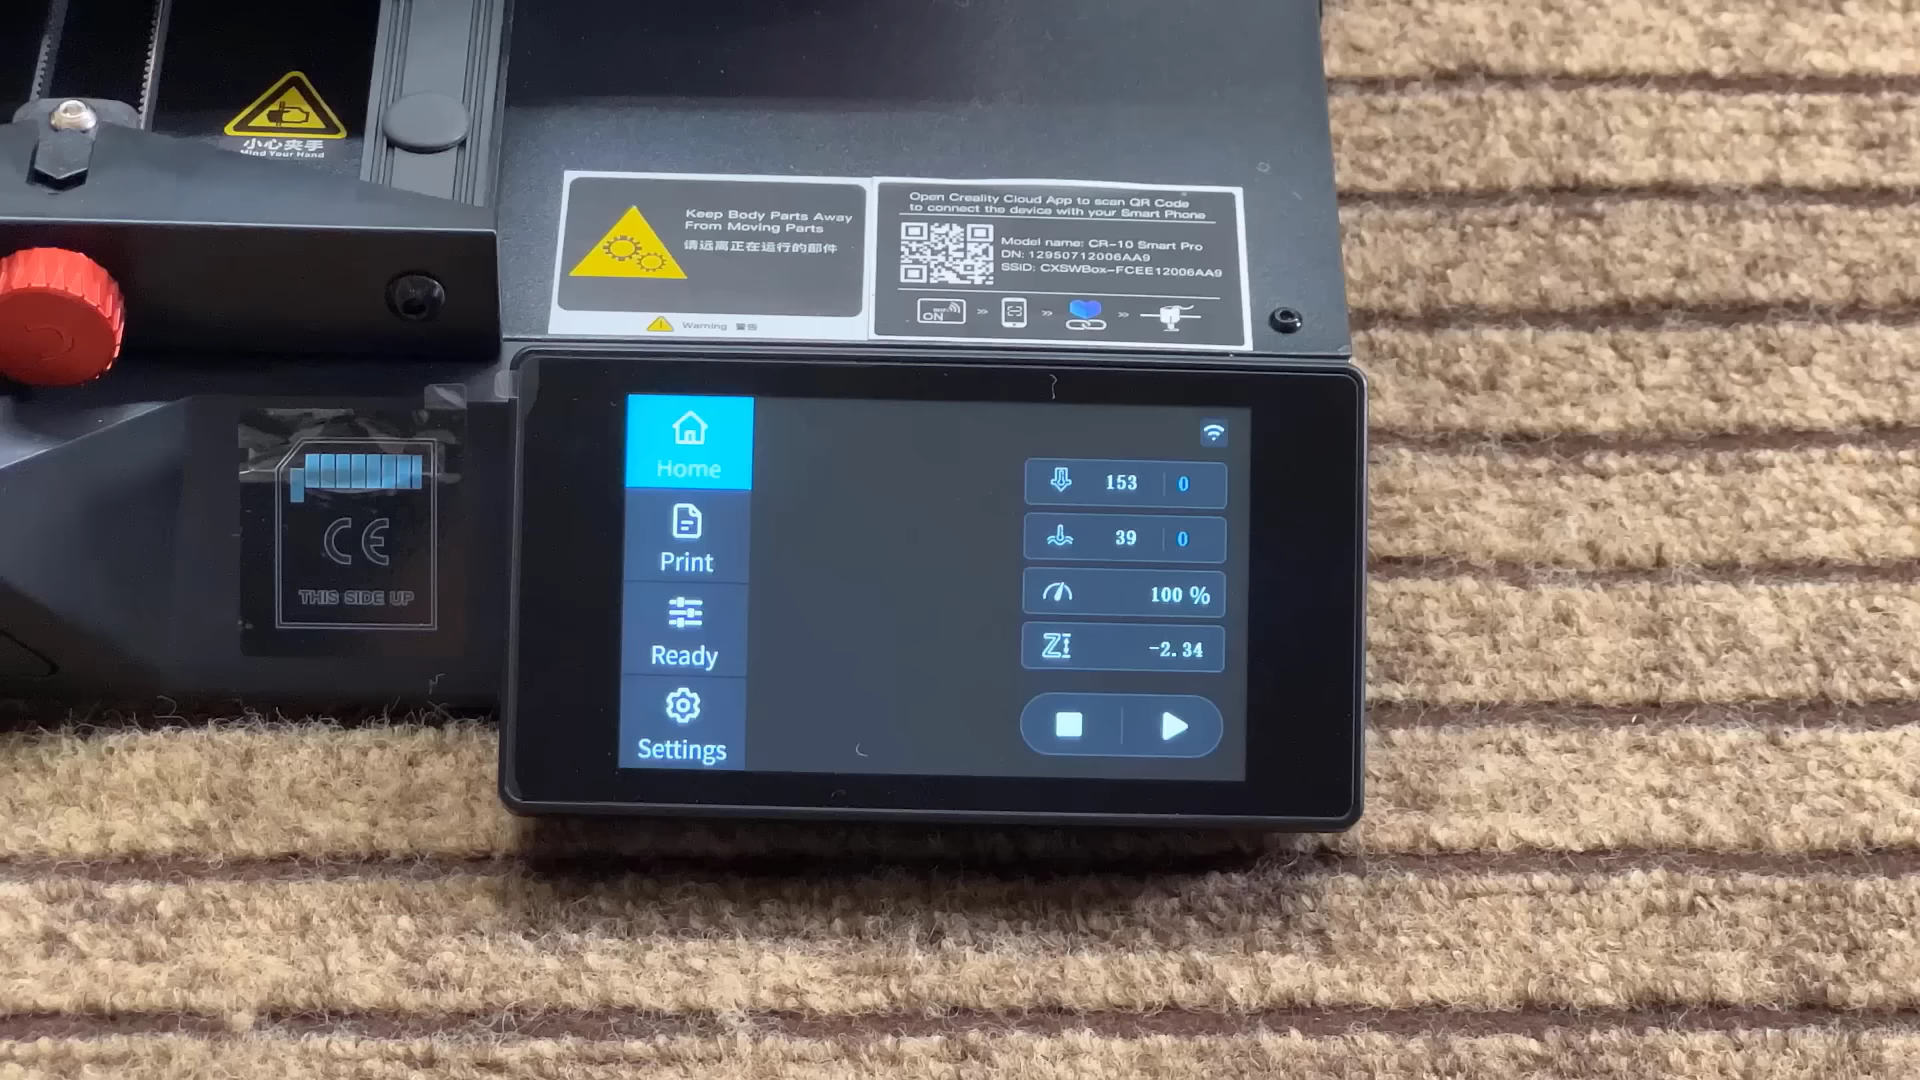 小心夹手
Mind Your Hand
Keep Body Parts Away
From Moving Parts
请远离正在运行的部件
Warning 警告
Open Creality Cloud App to scan QR Code
to connect the device with your Smart Phone
Model name: CR-10 Smart Pro
DN: 12950712006AA9
SSID: CXSWBox-FCEE12006AA9
ON
CE
THIS SIDE UP
Home
Print
Ready
Settings
153 0
39 0
100 %
Z -2.34